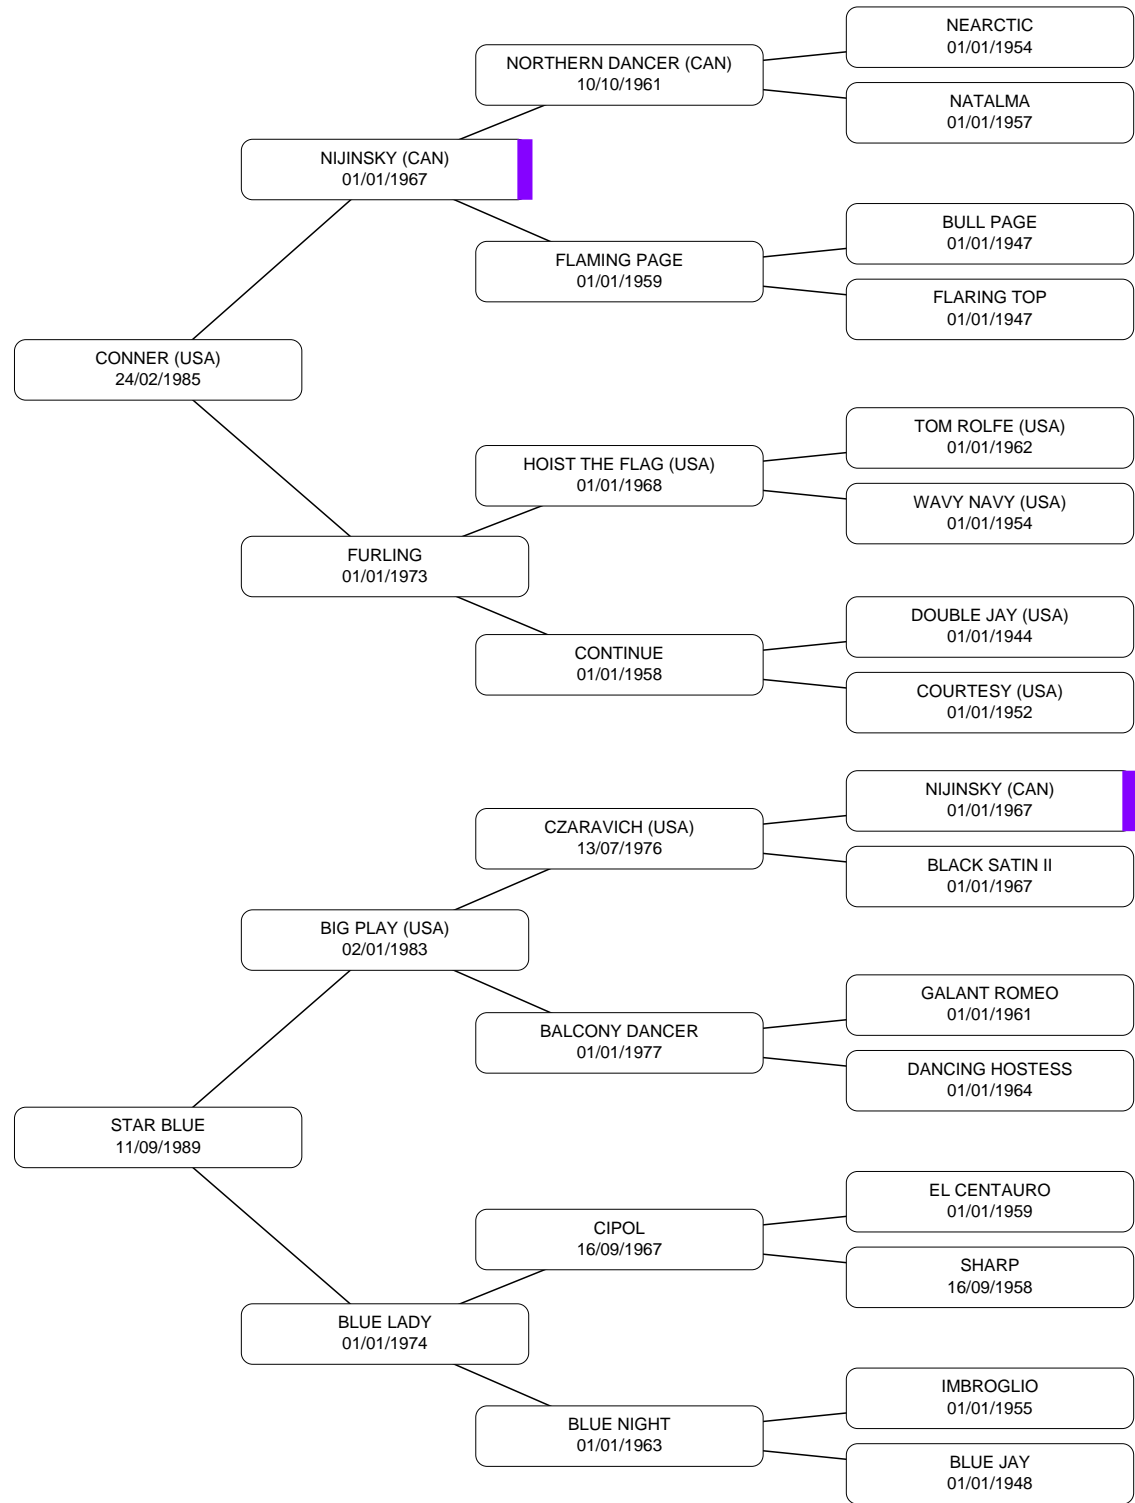 NEARCTIC
01/01/1954
NORTHERN DANCER (CAN)
10/10/1961
NATALMA
01/01/1957
NIJINSKY (CAN)
01/01/1967
BULL PAGE
01/01/1947
FLAMING PAGE
01/01/1959
FLARING TOP
01/01/1947
CONNER (USA)
24/02/1985
TOM ROLFE (USA)
01/01/1962
HOIST THE FLAG (USA)
01/01/1968
WAVY NAVY (USA)
01/01/1954
FURLING
01/01/1973
DOUBLE JAY (USA)
01/01/1944
CONTINUE
01/01/1958
COURTESY (USA)
01/01/1952
NIJINSKY (CAN)
01/01/1967
CZARAVICH (USA)
13/07/1976
BLACK SATIN II
01/01/1967
BIG PLAY (USA)
02/01/1983
GALANT ROMEO
01/01/1961
BALCONY DANCER
01/01/1977
DANCING HOSTESS
01/01/1964
STAR BLUE
11/09/1989
EL CENTAURO
01/01/1959
CIPOL
16/09/1967
SHARP
16/09/1958
BLUE LADY
01/01/1974
IMBROGLIO
01/01/1955
BLUE NIGHT
01/01/1963
BLUE JAY
01/01/1948